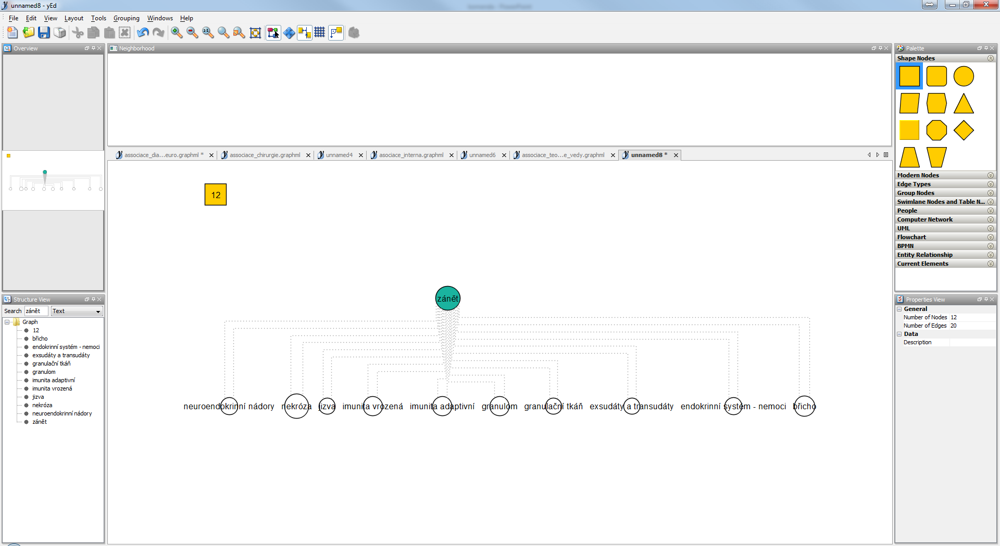 unnamed8 - yEd
File Edit View Layout Tools Grouping Windows Help
1:1
Overview
Neighborhood
Palette
Shape Nodes
associace_dia...euro.graphml * associace_chirurgie.graphml unnamed4 asociace_interna.graphml unnamed6 associace_teo...e_vedy.graphml unnamed8 *
Modern Nodes
Edge Types
Group Nodes
Swimlane Nodes and Table N...
People
Computer Network
UML
Flowchart
BPMN
Entity Relationship
Current Elements
12
zánět
neuroendokrinní nádory nekróza jizva imunita vrozená imunita adaptivní granulom granulační tkáň exsudáty a transudáty endokrinní systém - nemoci břicho
Structure View
Search zánět Text
Graph
12
břicho
endokrinní systém - nemoci
exsudáty a transudáty
granulační tkáň
granulom
imunita adaptivní
imunita vrozená
jizva
nekróza
neuroendokrinní nádory
zánět
Properties View
General
Number of Nodes 12
Number of Edges 20
Data
Description